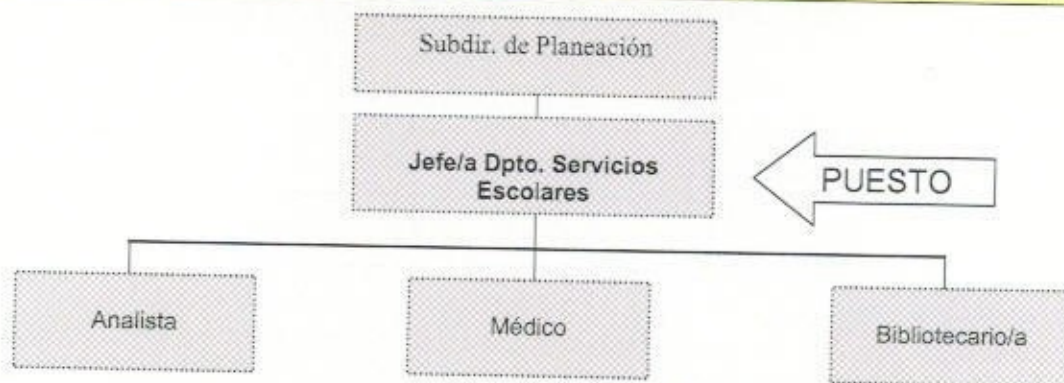 Subdir. de Planeación
Jefe/a Dpto. Servicios
Escolares
PUESTO
Analista
Médico
Bibliotecario/a